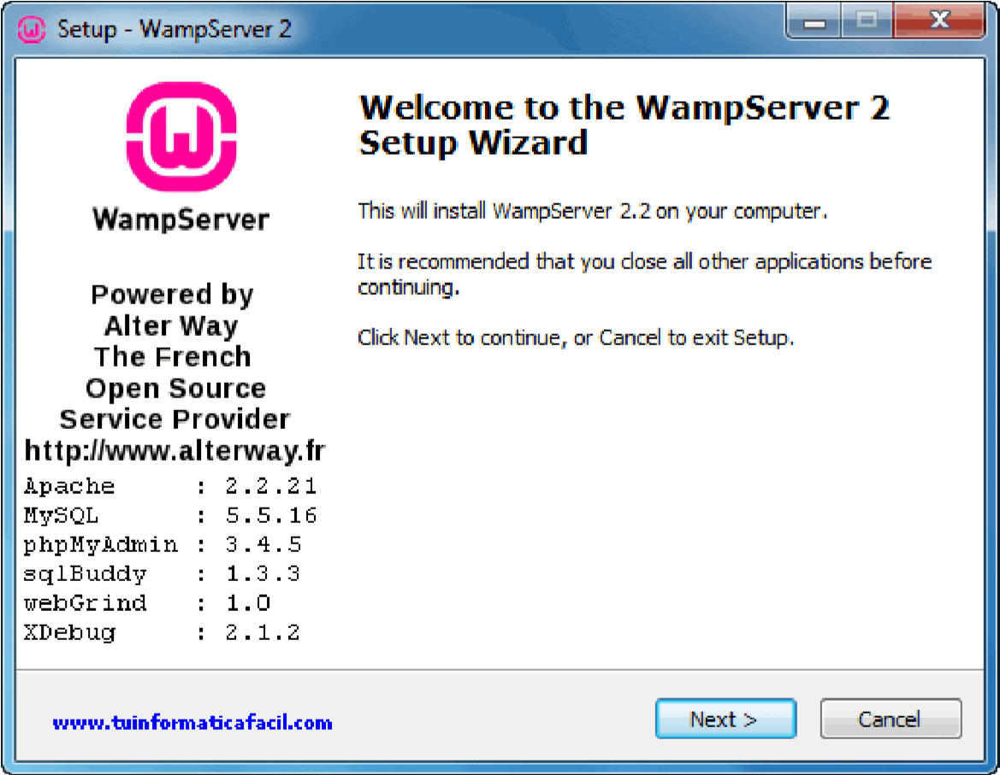 Setup - WampServer 2
WampServer
Powered by
Alter Way
The French
Open Source
Service Provider
http://www.alterway.fr
Apache : 2.2.21
MySQL : 5.5.16
phpMyAdmin : 3.4.5
sqlBuddy : 1.3.3
webGrind : 1.0
XDebug : 2.1.2
Welcome to the WampServer 2
Setup Wizard
This will install WampServer 2.2 on your computer.
It is recommended that you close all other applications before
continuing.
Click Next to continue, or Cancel to exit Setup.
www.tuinformaticafacil.com
Next >
Cancel